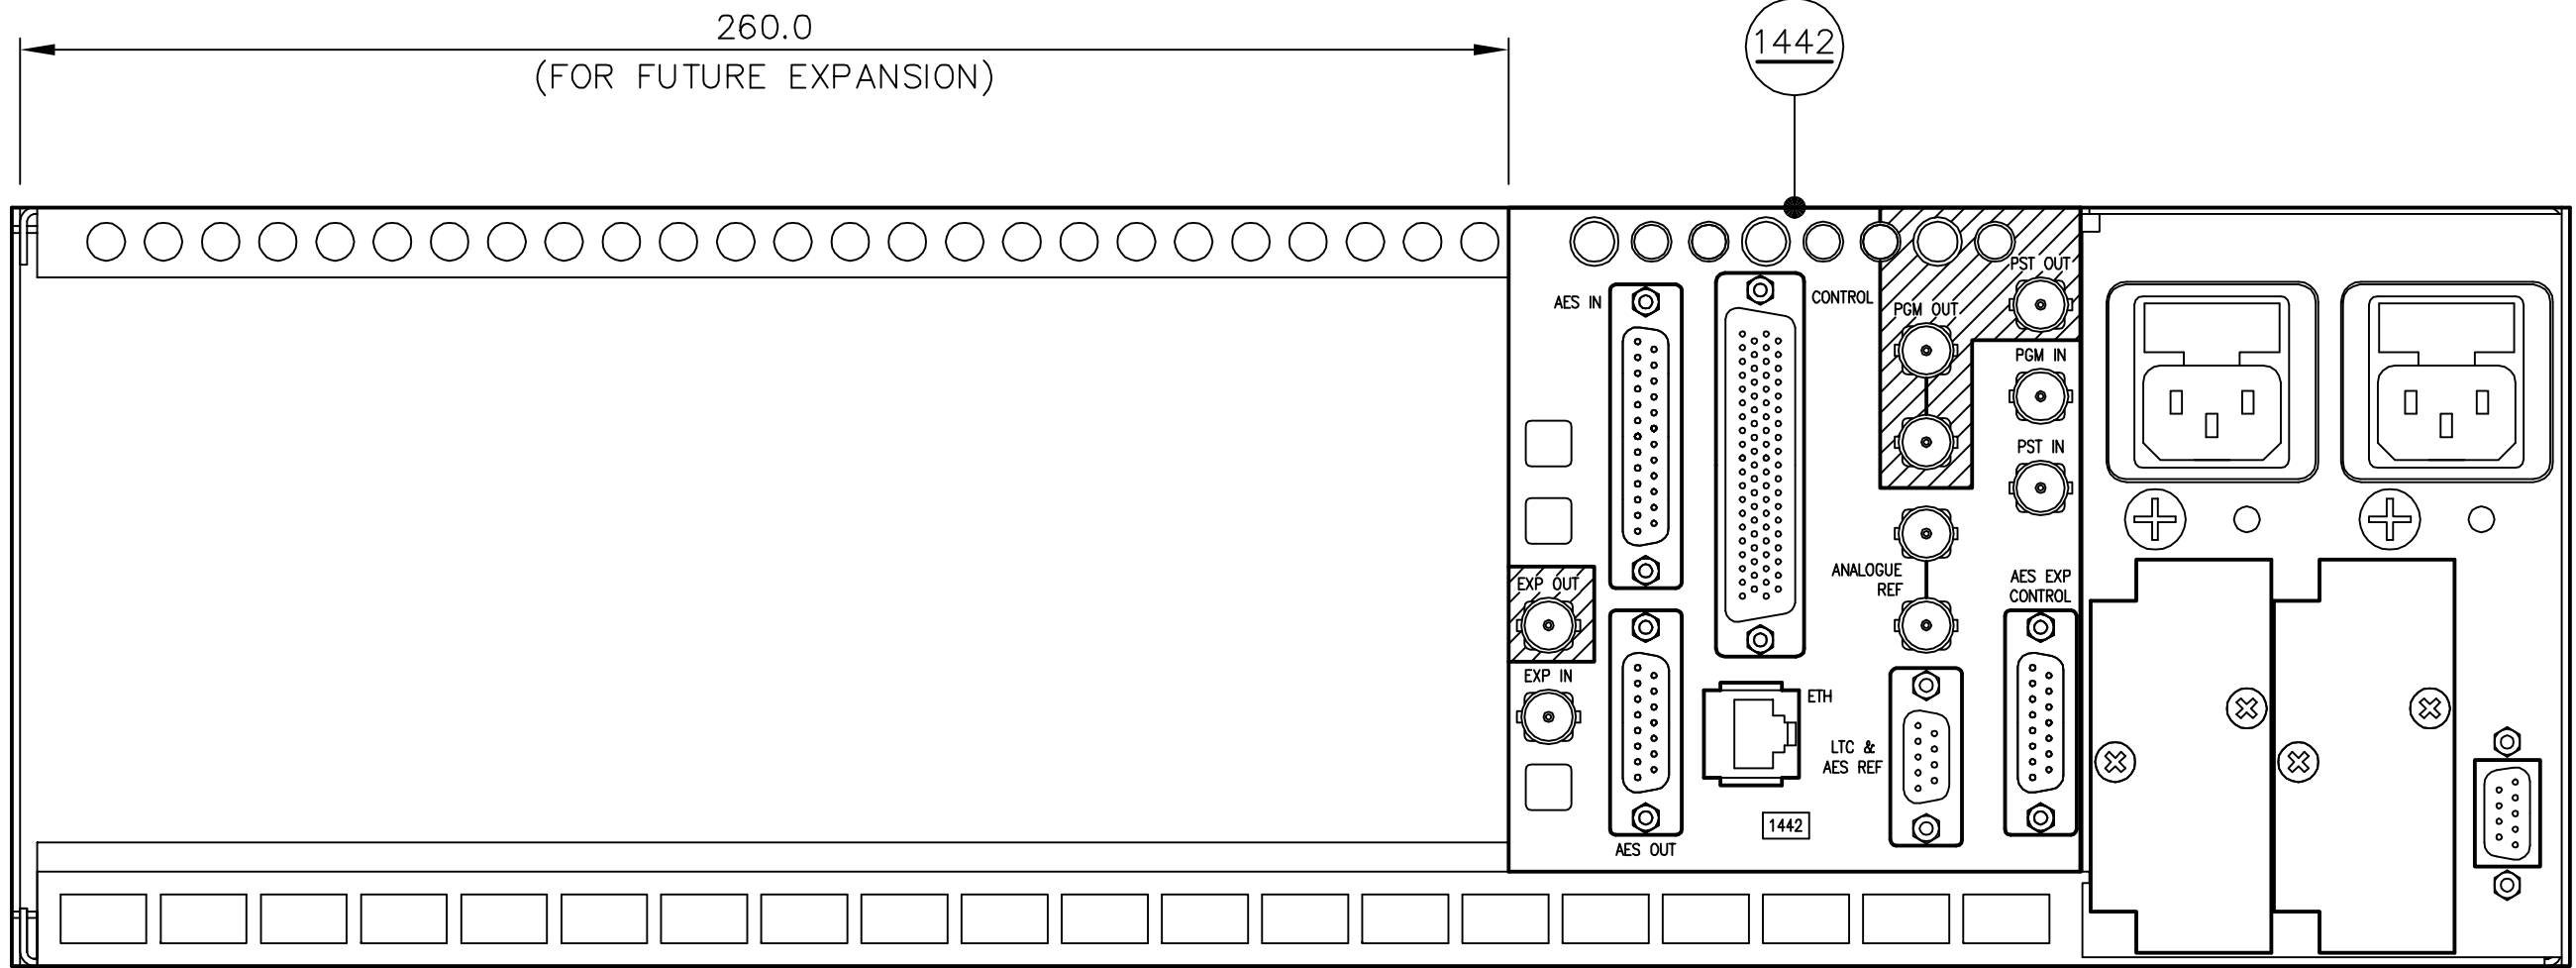 260.0
(FOR FUTURE EXPANSION)
1442
PST OUT
AES IN
CONTROL
PGM OUT
PGM IN
PST IN
ANALOGUE
REF
AES EXP
CONTROL
EXP OUT
EXP IN
ETH
LTC &
AES REF
1442
AES OUT